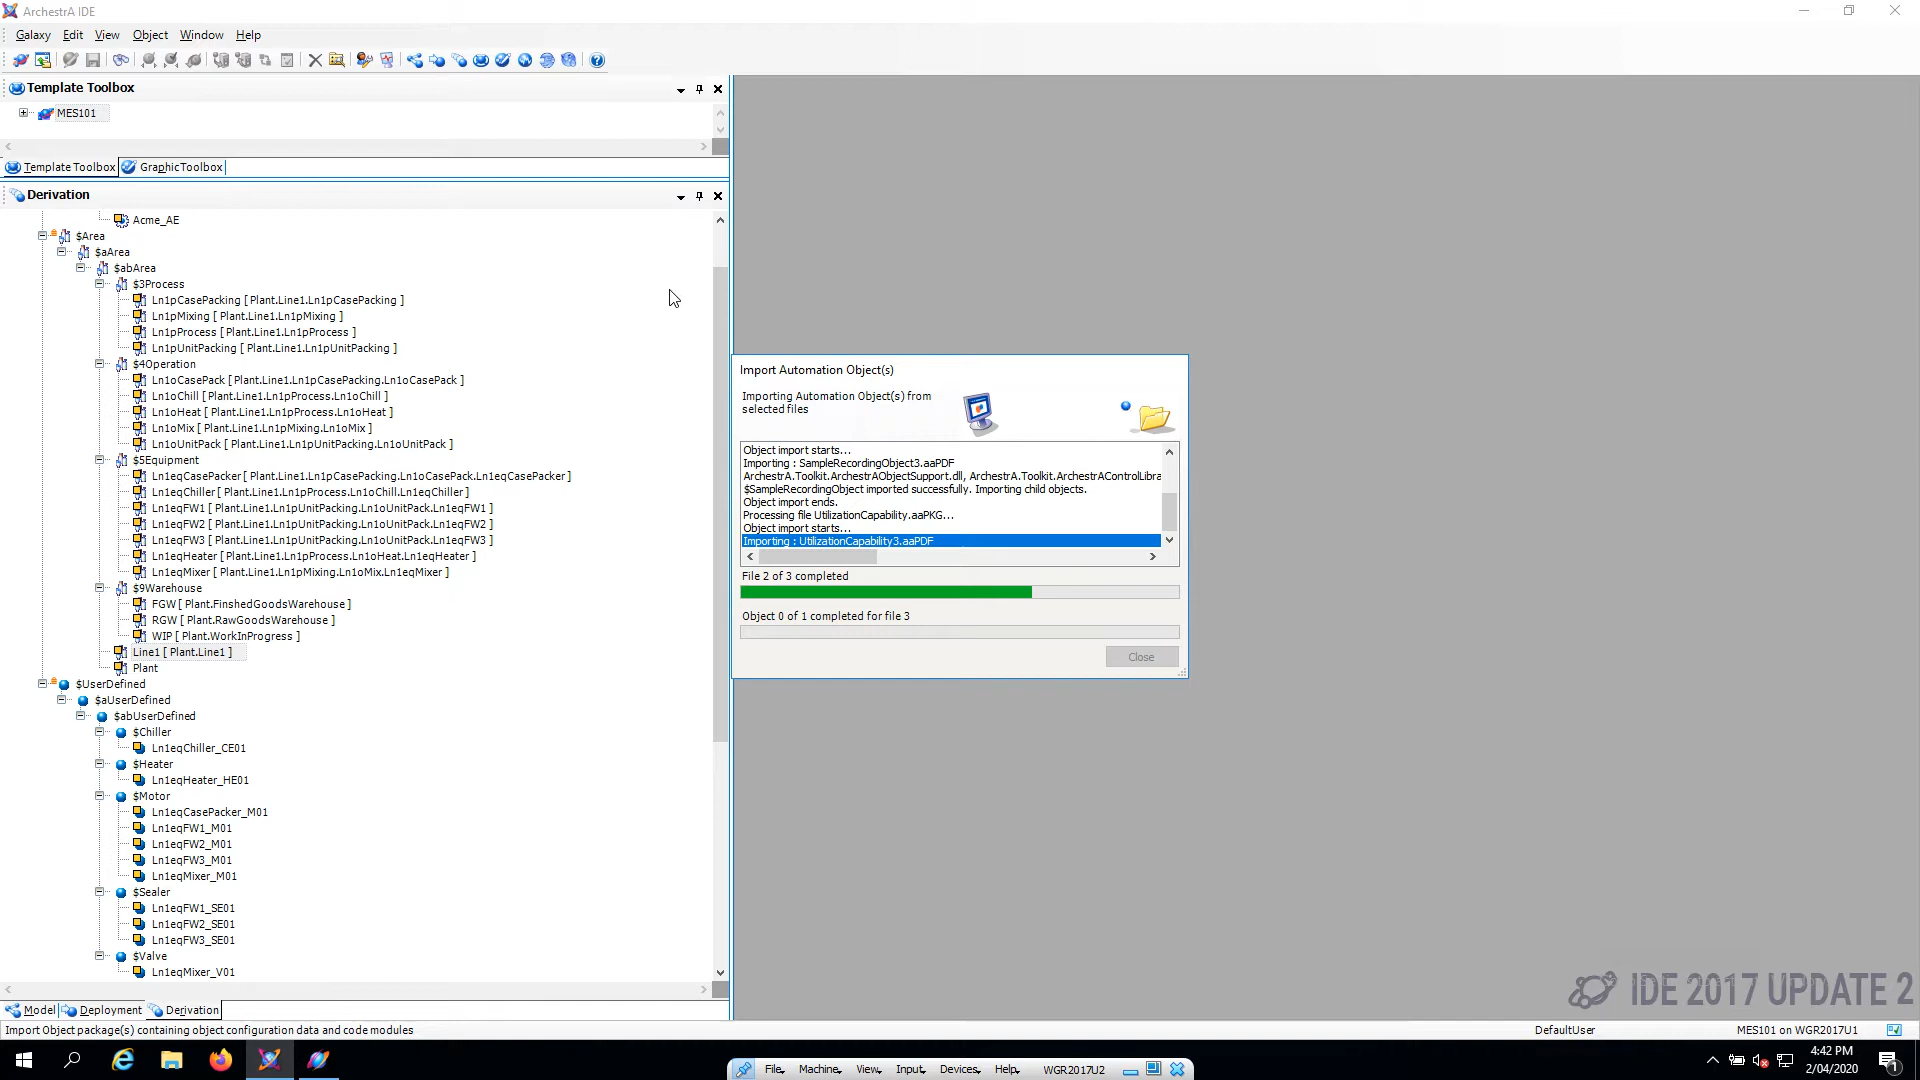 ArchestrA IDE
Galaxy Edit View Object Window Help
Template Toolbox
MES101
Template Toolbox GraphicToolbox
Derivation
Acme_AE
$Area
$aArea
$abArea
$3Process
Ln1pCasePacking [ Plant.Line1.Ln1pCasePacking ]
Ln1pMixing [ Plant.Line1.Ln1pMixing ]
Ln1pProcess [ Plant.Line1.Ln1pProcess ]
Ln1pUnitPacking [ Plant.Line1.Ln1pUnitPacking ]
$4Operation
Ln1oCasePack [ Plant.Line1.Ln1pCasePacking.Ln1oCasePack ]
Ln1oChill [ Plant.Line1.Ln1pProcess.Ln1oChill ]
Ln1oHeat [ Plant.Line1.Ln1pProcess.Ln1oHeat ]
Ln1oMix [ Plant.Line1.Ln1pMixing.Ln1oMix ]
Ln1oUnitPack [ Plant.Line1.Ln1pUnitPacking.Ln1oUnitPack ]
$5Equipment
Ln1eqCasePacker [ Plant.Line1.Ln1pCasePacking.Ln1oCasePack.Ln1eqCasePacker ]
Ln1eqChiller [ Plant.Line1.Ln1pProcess.Ln1oChill.Ln1eqChiller ]
Ln1eqFW1 [ Plant.Line1.Ln1pUnitPacking.Ln1oUnitPack.Ln1eqFW1 ]
Ln1eqFW2 [ Plant.Line1.Ln1pUnitPacking.Ln1oUnitPack.Ln1eqFW2 ]
Ln1eqFW3 [ Plant.Line1.Ln1pUnitPacking.Ln1oUnitPack.Ln1eqFW3 ]
Ln1eqHeater [ Plant.Line1.Ln1pProcess.Ln1oHeat.Ln1eqHeater ]
Ln1eqMixer [ Plant.Line1.Ln1pMixing.Ln1oMix.Ln1eqMixer ]
$9Warehouse
FGW [ Plant.FinshedGoodsWarehouse ]
RGW [ Plant.RawGoodsWarehouse ]
WIP [ Plant.WorkInProgress ]
Line1 [ Plant.Line1 ]
Plant
$UserDefined
$aUserDefined
$abUserDefined
$Chiller
Ln1eqChiller_CE01
$Heater
Ln1eqHeater_HE01
$Motor
Ln1eqCasePacker_M01
Ln1eqFW1_M01
Ln1eqFW2_M01
Ln1eqFW3_M01
Ln1eqMixer_M01
$Sealer
Ln1eqFW1_SE01
Ln1eqFW2_SE01
Ln1eqFW3_SE01
$Valve
Ln1eqMixer_V01
Model Deployment Derivation
Import Object package(s) containing object configuration data and code modules
Import Automation Object(s)
Importing Automation Object(s) from
selected files
Object import starts...
Importing : SampleRecordingObject3.aaPDF
ArchestrA.Toolkit.ArchestrAObjectSupport.dll, ArchestrA.Toolkit.ArchestrAControlLibra
$SampleRecordingObject imported successfully. Importing child objects.
Object import ends.
Processing file UtilizationCapability.aaPKG...
Object import starts...
Importing : UtilizationCapability3.aaPDF
File 2 of 3 completed
Object 0 of 1 completed for file 3
Close
IDE 2017 UPDATE 2
DefaultUser MES101 on WGR2017U1
File Machine View Input Devices Help WGR2017U2
4:42 PM
2/04/2020
1